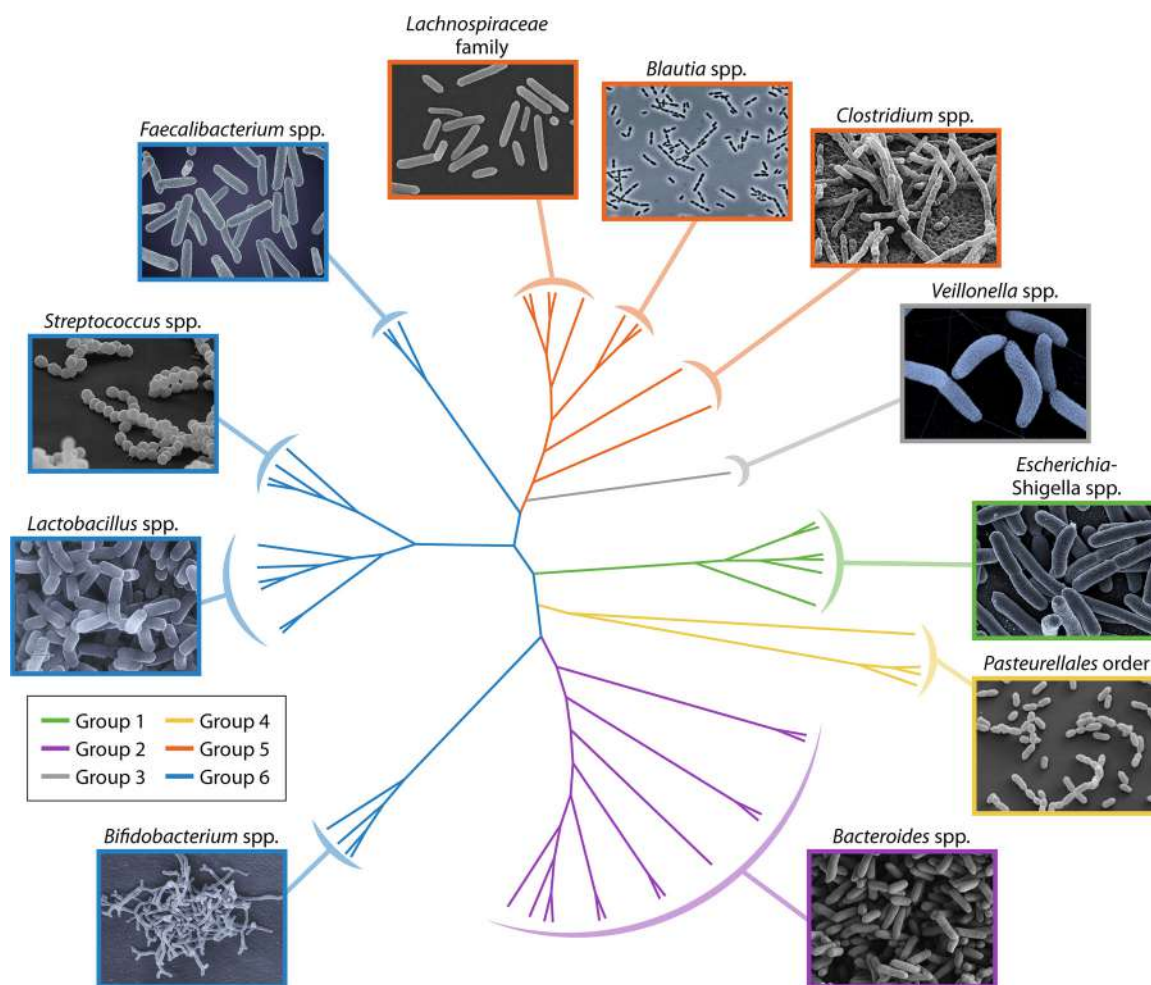 Lachnospiraceae
family
Blautia spp.
Clostridium spp.
Faecalibacterium spp.
Veillonella spp.
Streptococcus spp.
Escherichia-
Shigella spp.
Lactobacillus spp.
Pasteurellales order
Group 1
Group 2
Group 3
Group 4
Group 5
Group 6
Bifidobacterium spp.
Bacteroides spp.